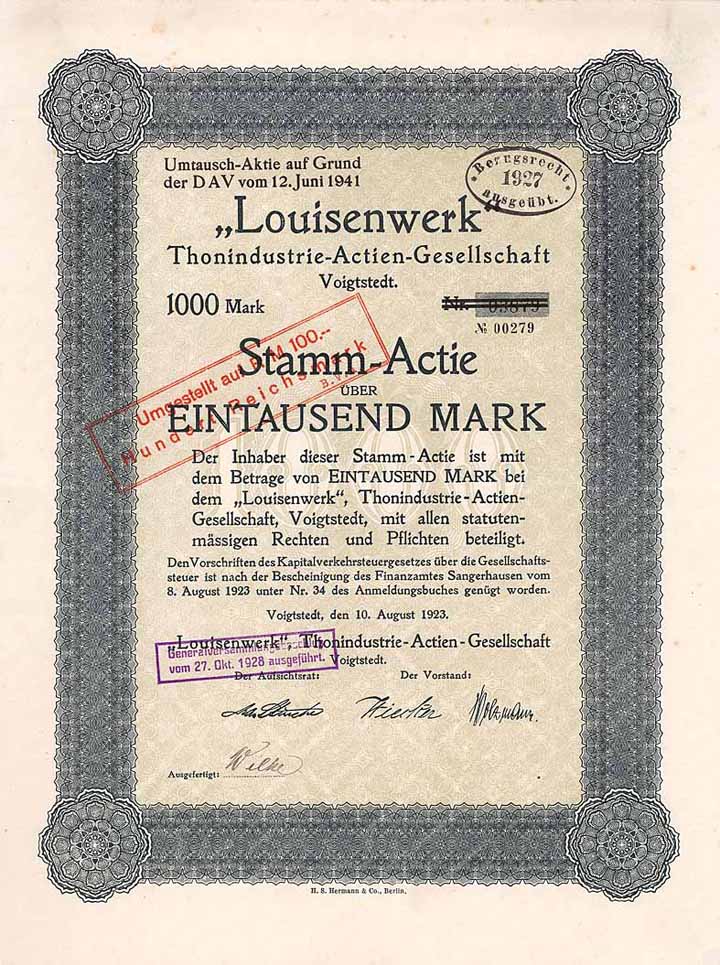 Umtausch-Aktie auf Grund
der DAV vom 12. Juni 1941
Bezugsrecht
1927
ausgeübt.
„Louisenwerk“
Thonindustrie-Actien-Gesellschaft
Voigtstedt.
1000 Mark
Nr. 03879
№ 00279
Umgestellt auf R.M 100.-
Hundert Reichsmark
Stamm-Actie
ÜBER
EINTAUSEND MARK
Der Inhaber dieser Stamm-Actie ist mit
dem Betrage von EINTAUSEND MARK bei
dem „Louisenwerk“, Thonindustrie-Actien-
Gesellschaft, Voigtstedt, mit allen statuten-
mässigen Rechten und Pflichten beteiligt.
Den Vorschriften des Kapitalverkehrsteuergesetzes über die Gesellschafts-
steuer ist nach der Bescheinigung des Finanzamtes Sangerhausen vom
8. August 1923 unter Nr. 34 des Anmeldungsbuches genügt worden.
Voigtstedt, den 10. August 1923.
„Louisenwerk“, Thonindustrie-Actien-Gesellschaft
Voigtstedt.
vom 27. Okt. 1928 ausgeführt.
Der Aufsichtsrat:
Der Vorstand:
Wilke
Ausgefertigt:
H. S. Hermann & Co., Berlin.